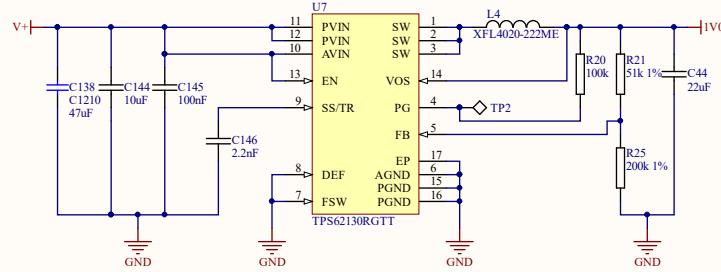 U7
V+
11 PVIN
12 PVIN
10 AVIN
13 EN
9 SS/TR
8 DEF
7 FSW
SW 1
SW 2
SW 3
VOS 14
PG 4
FB 5
EP 17
AGND 6
PGND 15
PGND 16
TPS62130RGTT
C138
C1210
47uF
C144
10uF
C145
100nF
C146
2.2nF
L4
XFL4020-222ME
TP2
R20
100k
R21
51k 1%
C44
22uF
R25
200k 1%
1V0
GND
GND
GND
GND